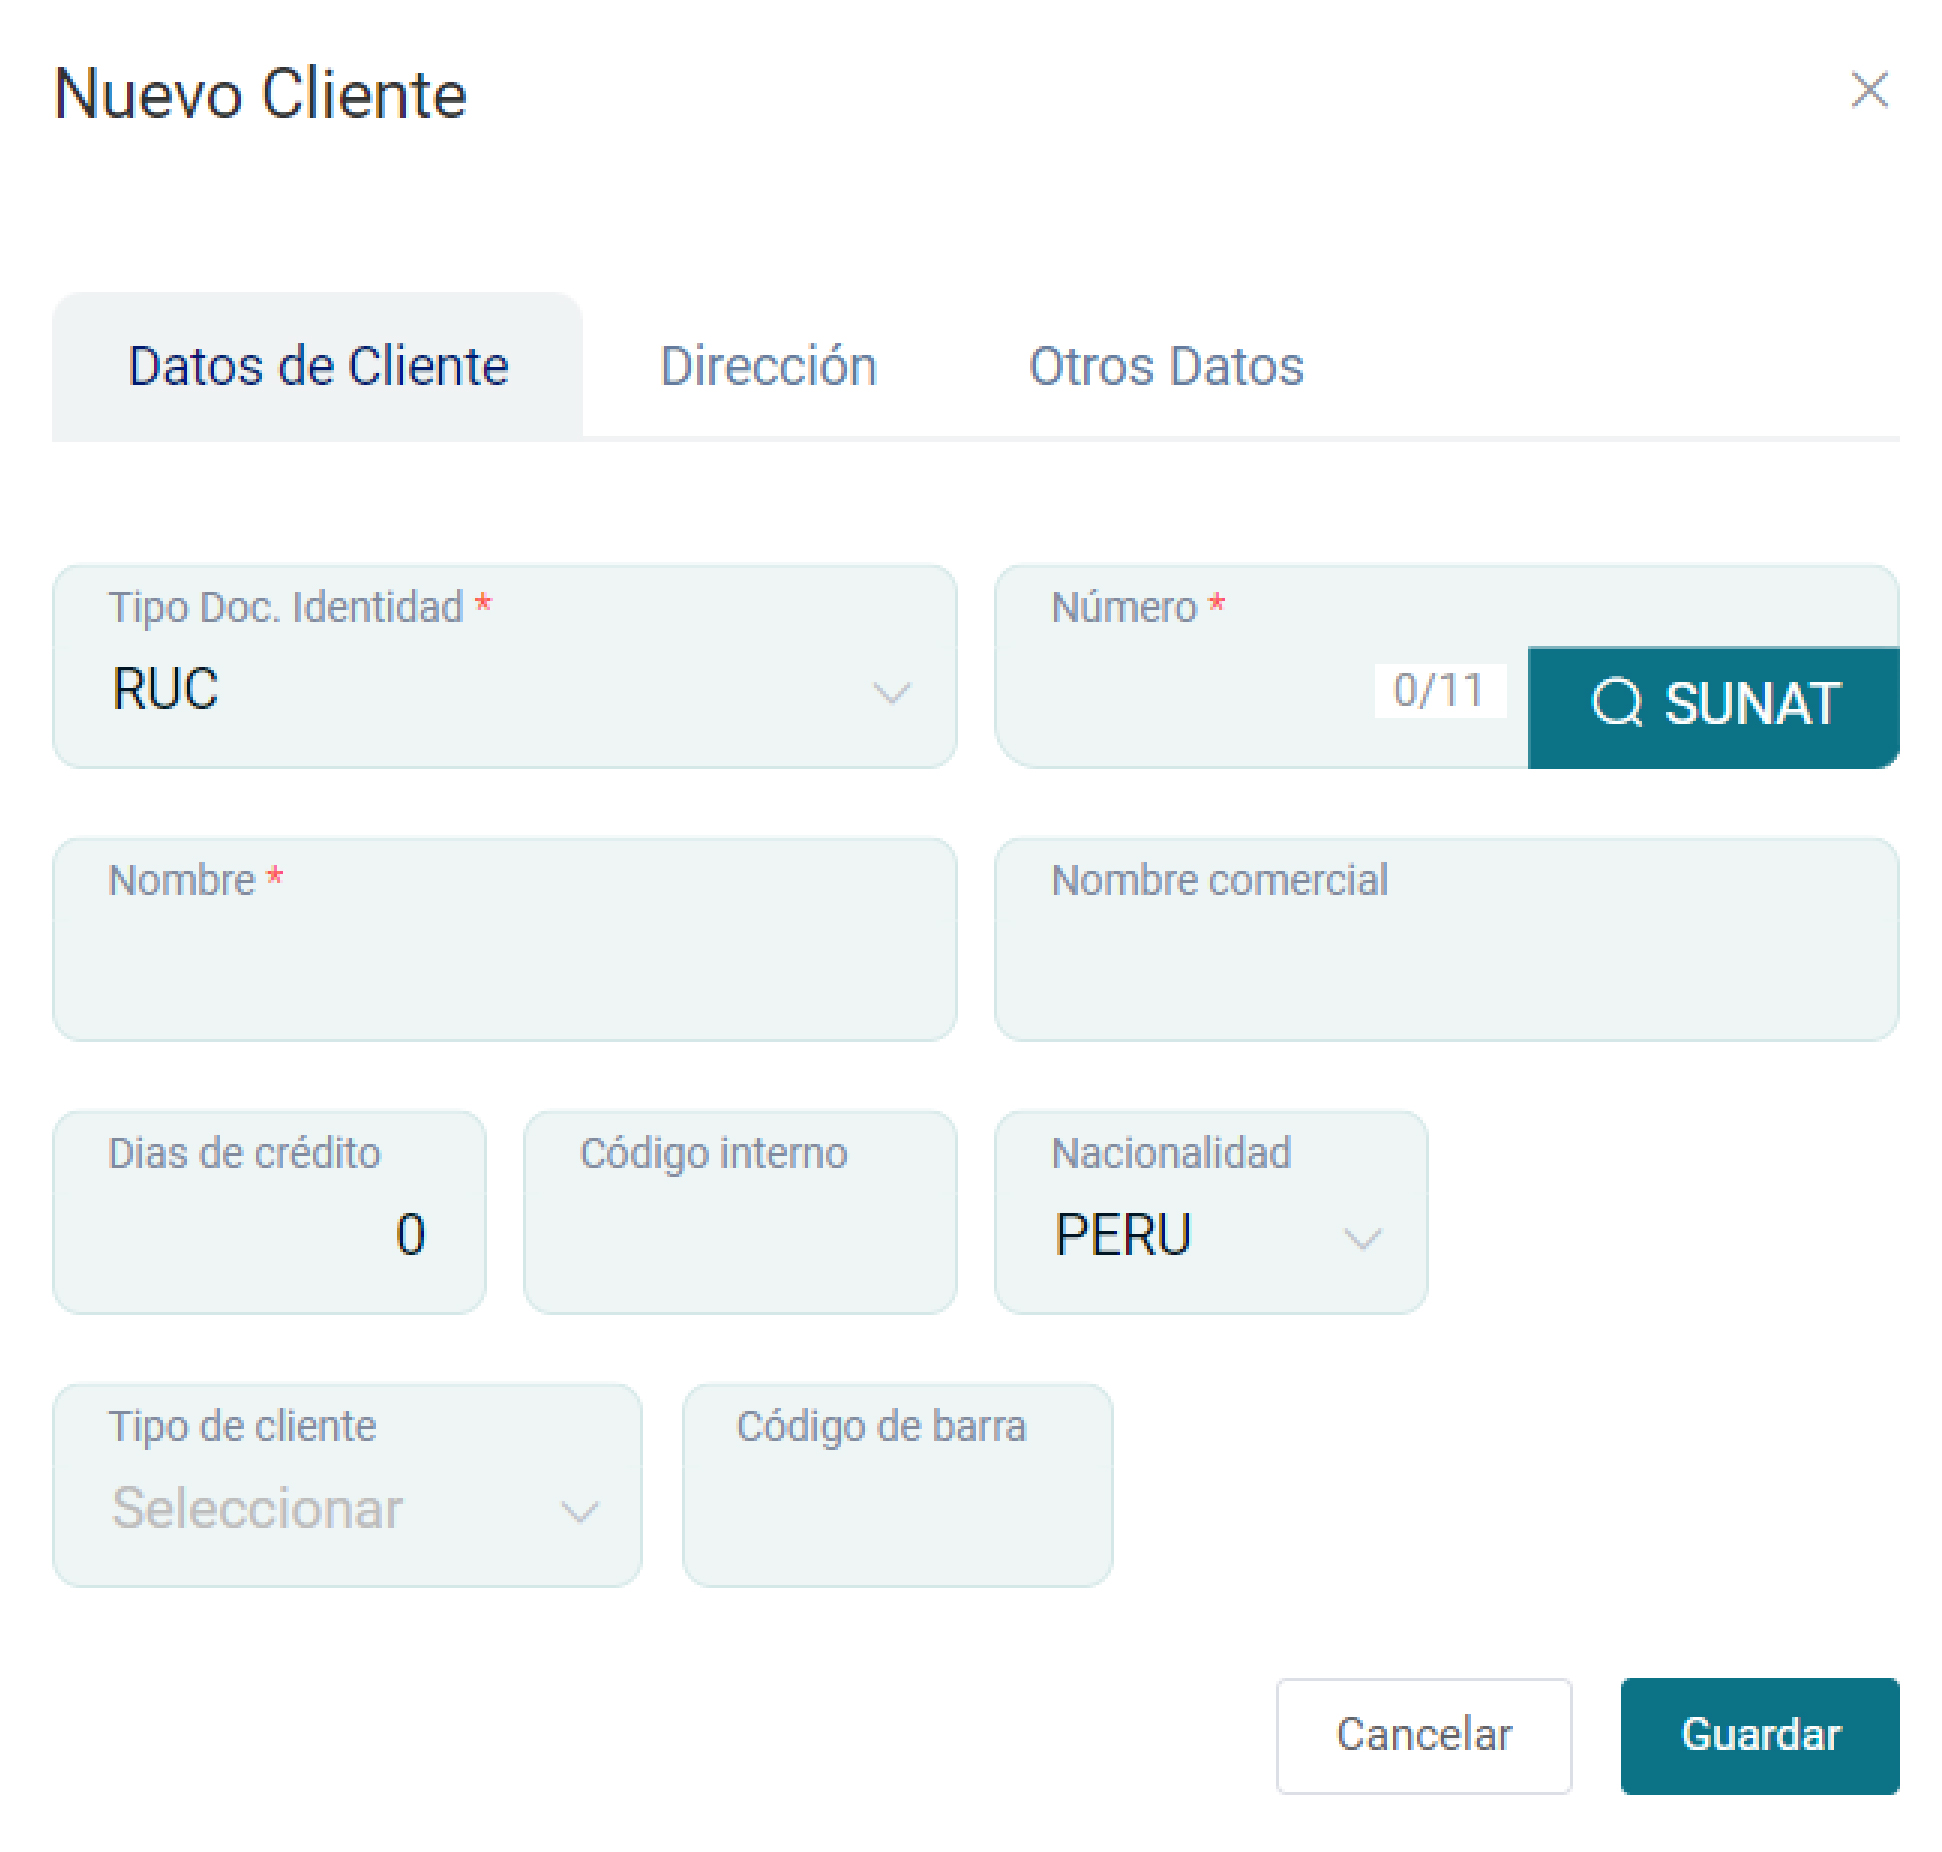 Nuevo Cliente
Datos de Cliente Dirección Otros Datos
Tipo Doc. Identidad * Número *
RUC 0/11 SUNAT
Nombre * Nombre comercial
Dias de crédito Código interno Nacionalidad
0 PERU
Tipo de cliente Código de barra
Seleccionar
Cancelar Guardar